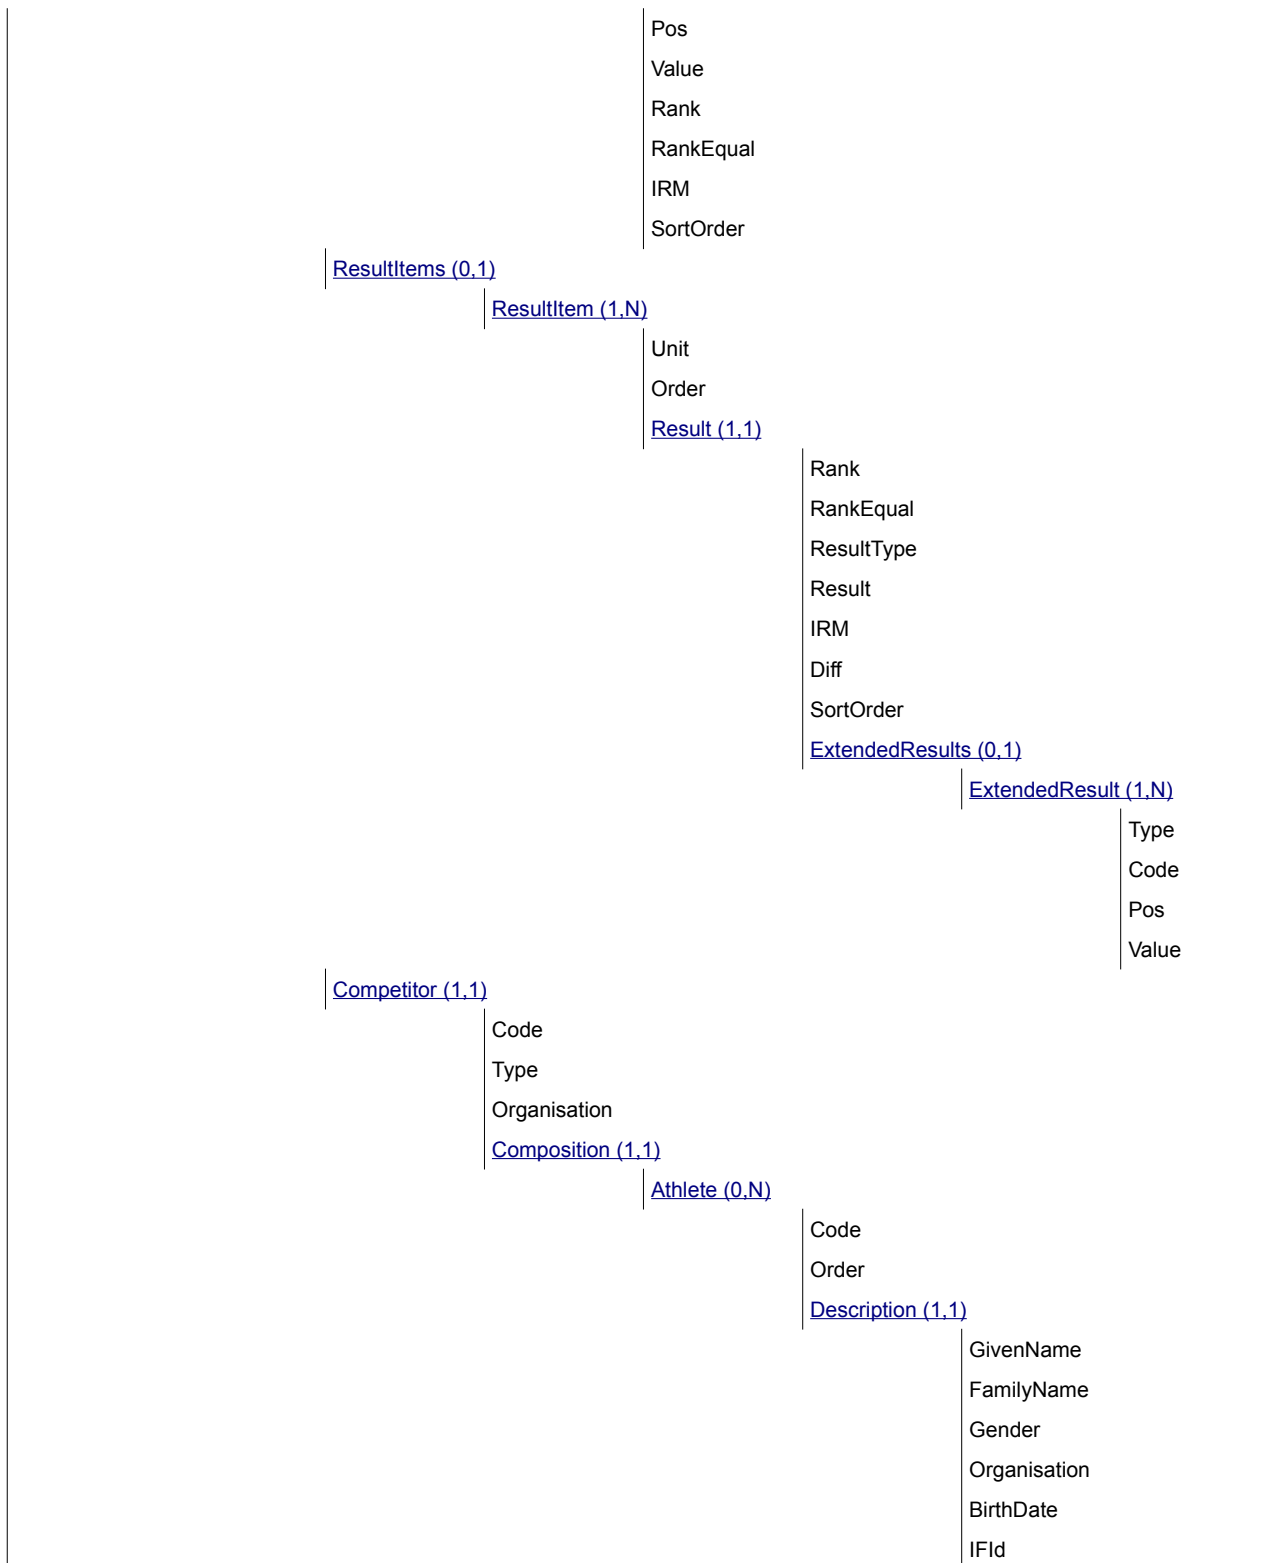 Pos
Value
Rank
RankEqual
IRM
SortOrder
ResultItems (0,1)
ResultItem (1,N)
Unit
Order
Result (1,1)
Rank
RankEqual
ResultType
Result
IRM
Diff
SortOrder
ExtendedResults (0,1)
ExtendedResult (1,N)
Type
Code
Pos
Value
Competitor (1,1)
Code
Type
Organisation
Composition (1,1)
Athlete (0,N)
Code
Order
Description (1,1)
GivenName
FamilyName
Gender
Organisation
BirthDate
IFId